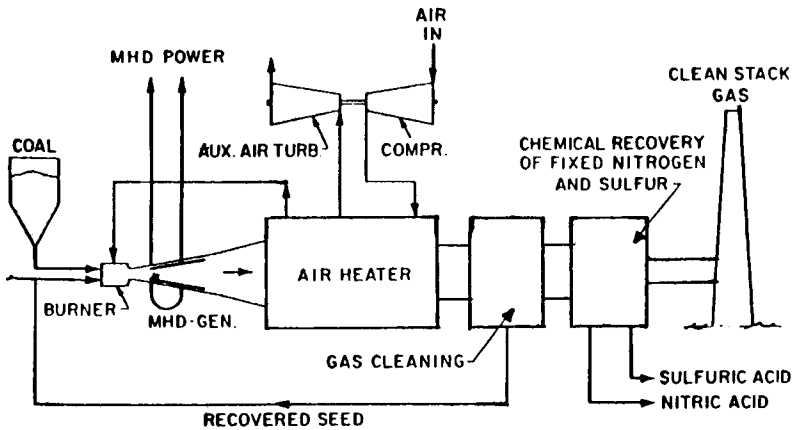 AIR
IN
MHD POWER
CLEAN STACK
GAS
COAL
AUX. AIR TURB.
COMPR.
CHEMICAL RECOVERY
OF FIXED NITROGEN
AND SULFUR
AIR HEATER
BURNER
MHD-GEN.
GAS CLEANING
SULFURIC ACID
NITRIC ACID
RECOVERED SEED